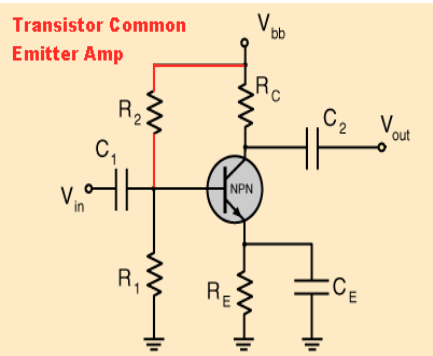 Transistor Common
Emitter Amp
Vbb
R2
RC
C1
C2
Vout
Vin
NPN
R1
RE
CE